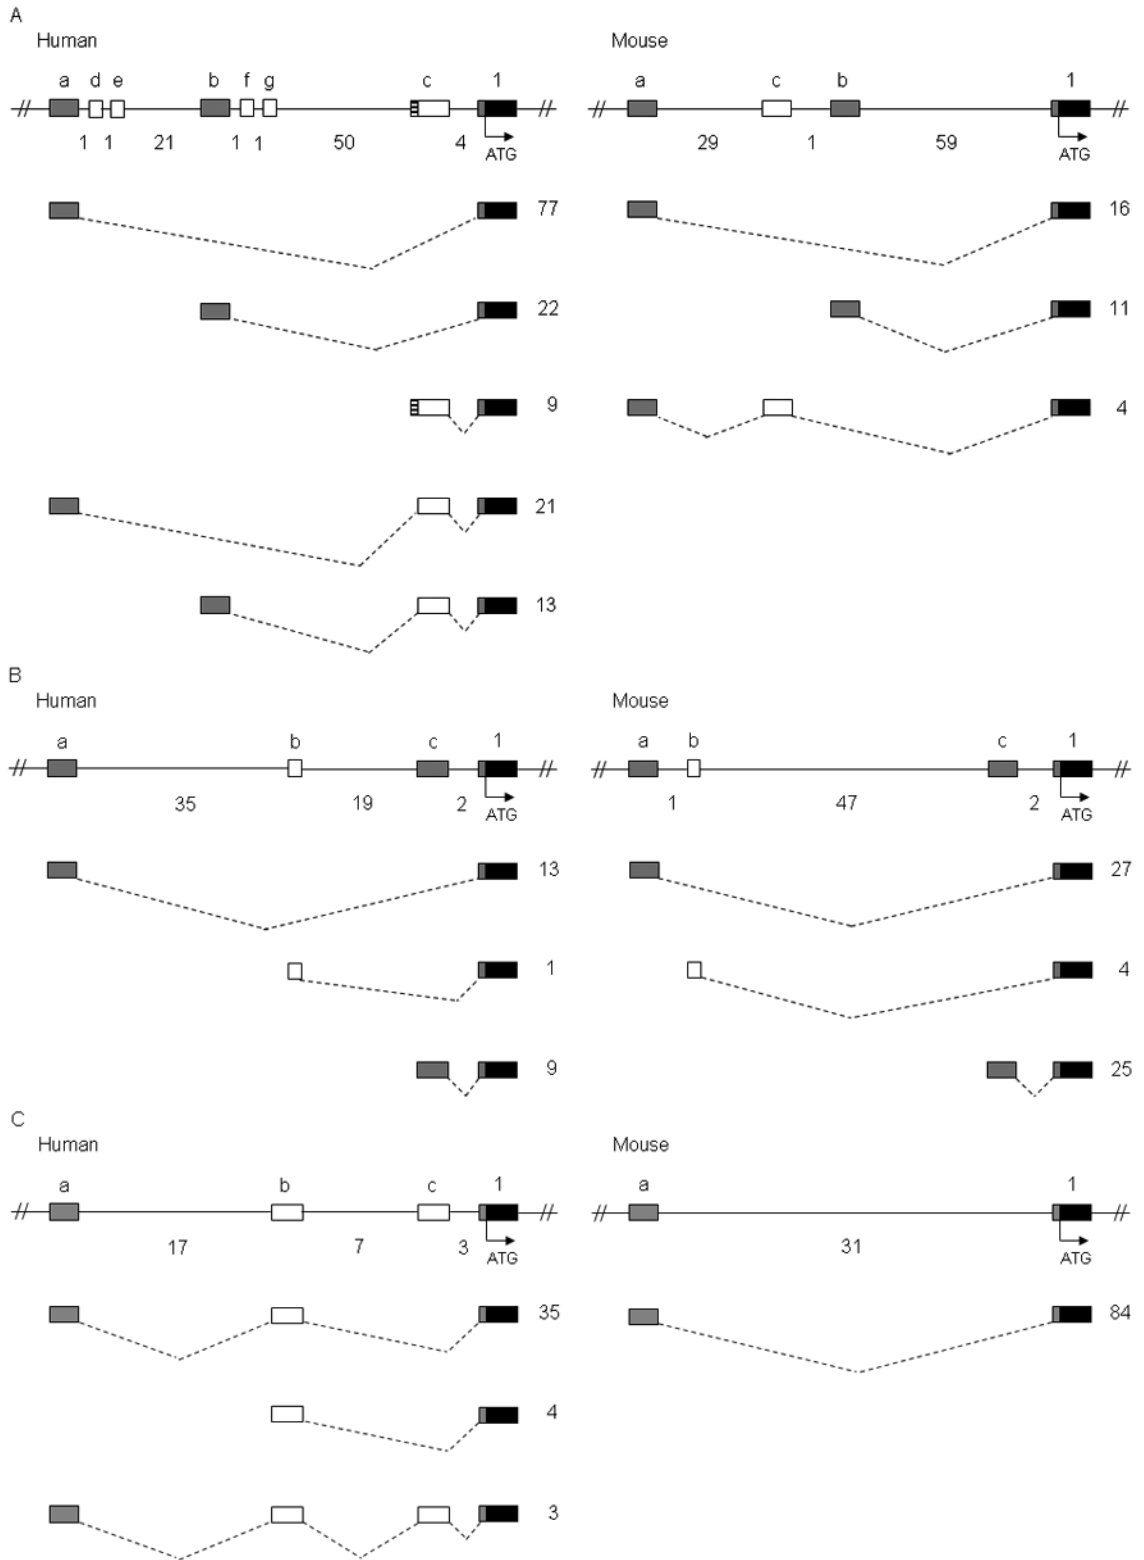 A
Human Mouse
a d e b f g c 1 a c b 1
1 1 21 1 1 50 4 ATG 29 1 59 ATG
77 16
22 11
9 4
21
13
B
Human Mouse
a b c 1 a b c 1
35 19 2 ATG 1 47 2 ATG
13 27
1 4
9 25
C
Human Mouse
a b c 1 a 1
17 7 3 ATG 31 ATG
35 84
4
3